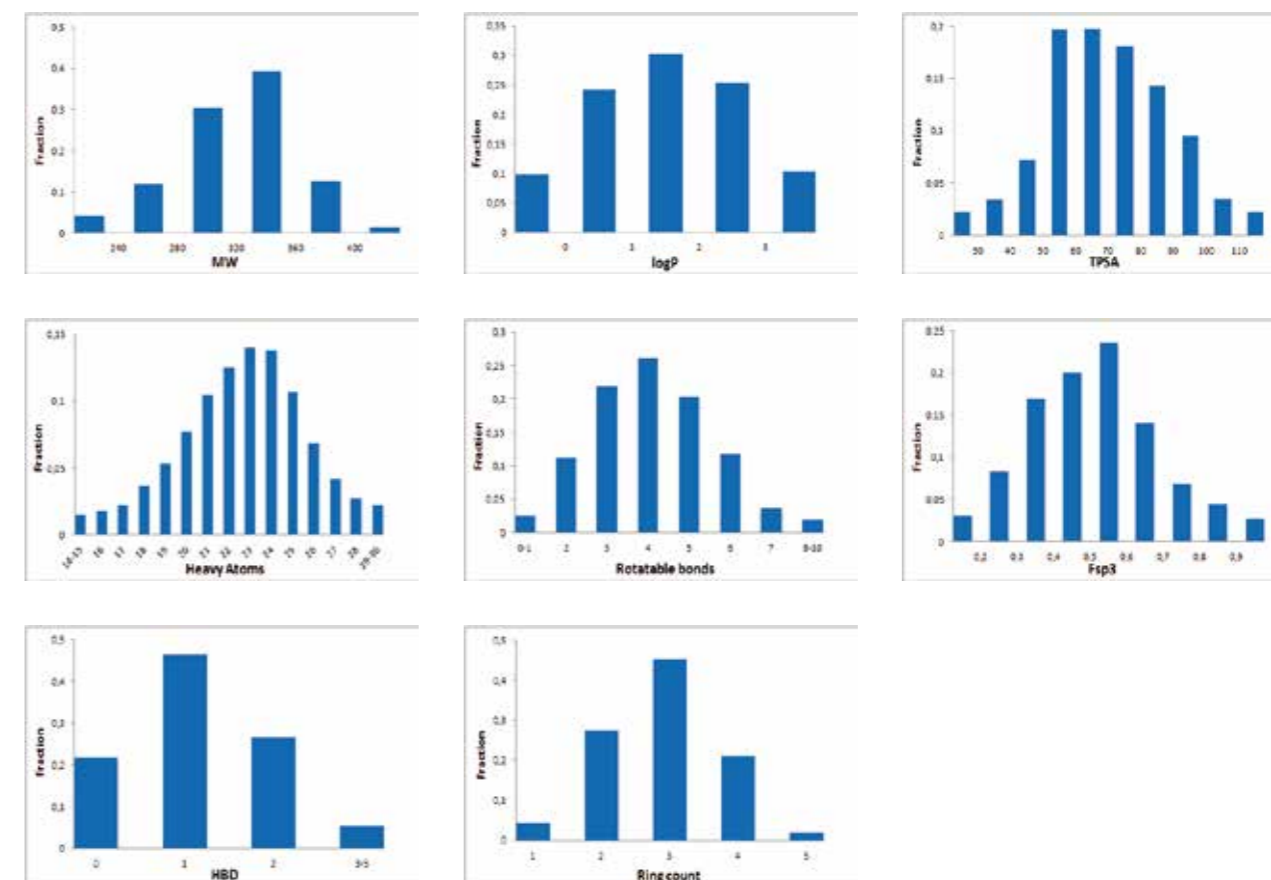 0,5
0,4
0,3
0,2
0,1
0
Fraction
240 280 320 360 400
MW
0,35
0,3
0,25
0,2
0,15
0,1
0,05
0
Fraction
0 1 2 3
logP
0,2
0,15
0,1
0,05
0
Fraction
30 40 50 60 70 80 90 100 110
TPSA
0,15
0,1
0,05
0
Fraction
14-15 16 17 18 19 20 21 22 23 24 25 26 27 28 29-30
Heavy Atoms
0,3
0,25
0,2
0,15
0,1
0
Fraction
0-1 2 3 4 5 6 7
Rotatable bonds
0,25
0,2
0,15
0,1
0,05
0
Fraction
0,2 0,3 0,4 0,5 0,6 0,7 0,8 0,9
Fsp3
0,5
0,4
0,3
0,2
0,1
0
Fraction
0 1 2
HBD
0,5
0,4
0,3
0,2
0,1
0
Fraction
1 2 3 4 5
Ring count